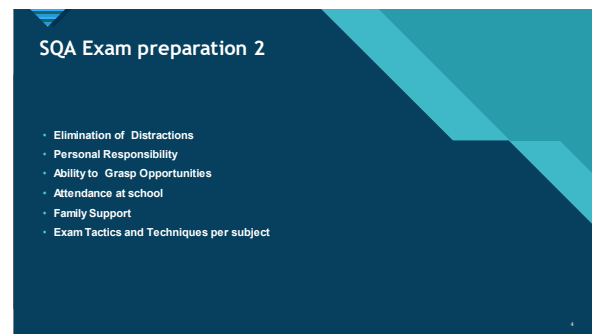 SQA Exam preparation 2
• Elimination of Distractions
• Personal Responsibility
• Ability to Grasp Opportunities
• Attendance at school
• Family Support
• Exam Tactics and Techniques per subject
4